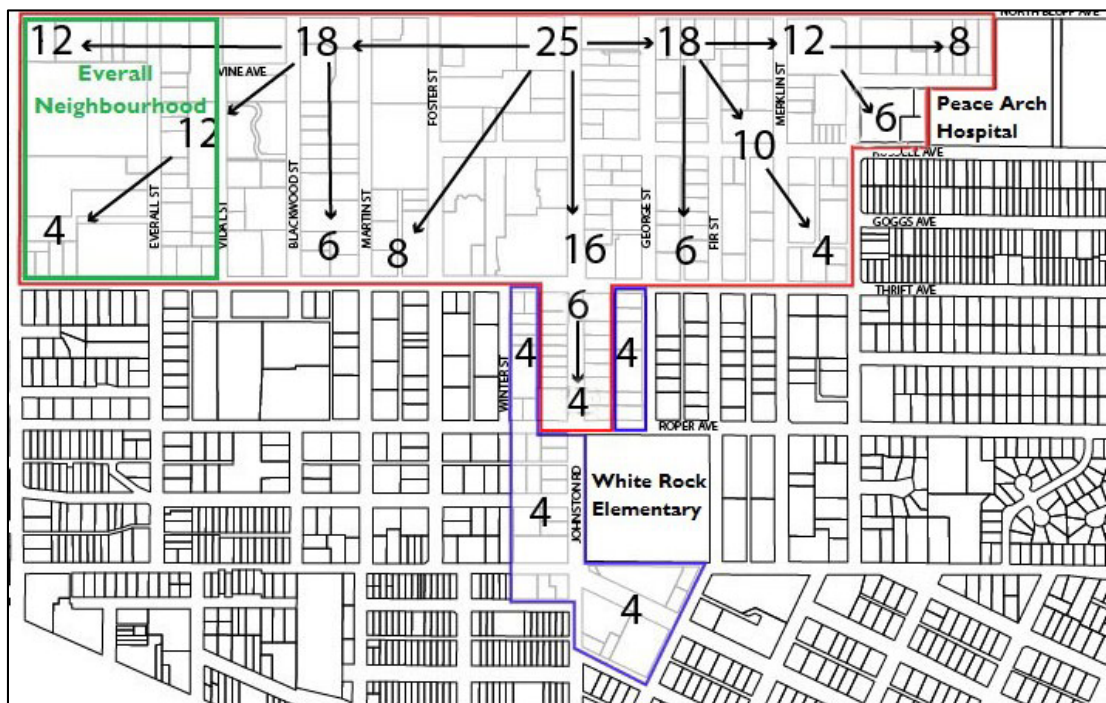 NORTH BLUFF AVE
12
18
25
18
12
8
Everall
Neighbourhood
VINE AVE
FOSTER ST
MERKLIN ST
Peace Arch
Hospital
6
12
10
RUSSELL AVE
EVERALL ST
VIDAL ST
BLACKWOOD ST
MARTIN ST
GEORGE ST
FIR ST
GOGGS AVE
4
6
8
16
6
4
THRIFT AVE
6
WINTER ST
4
4
4
ROPER AVE
JOHNSTON RD
White Rock
Elementary
4
4